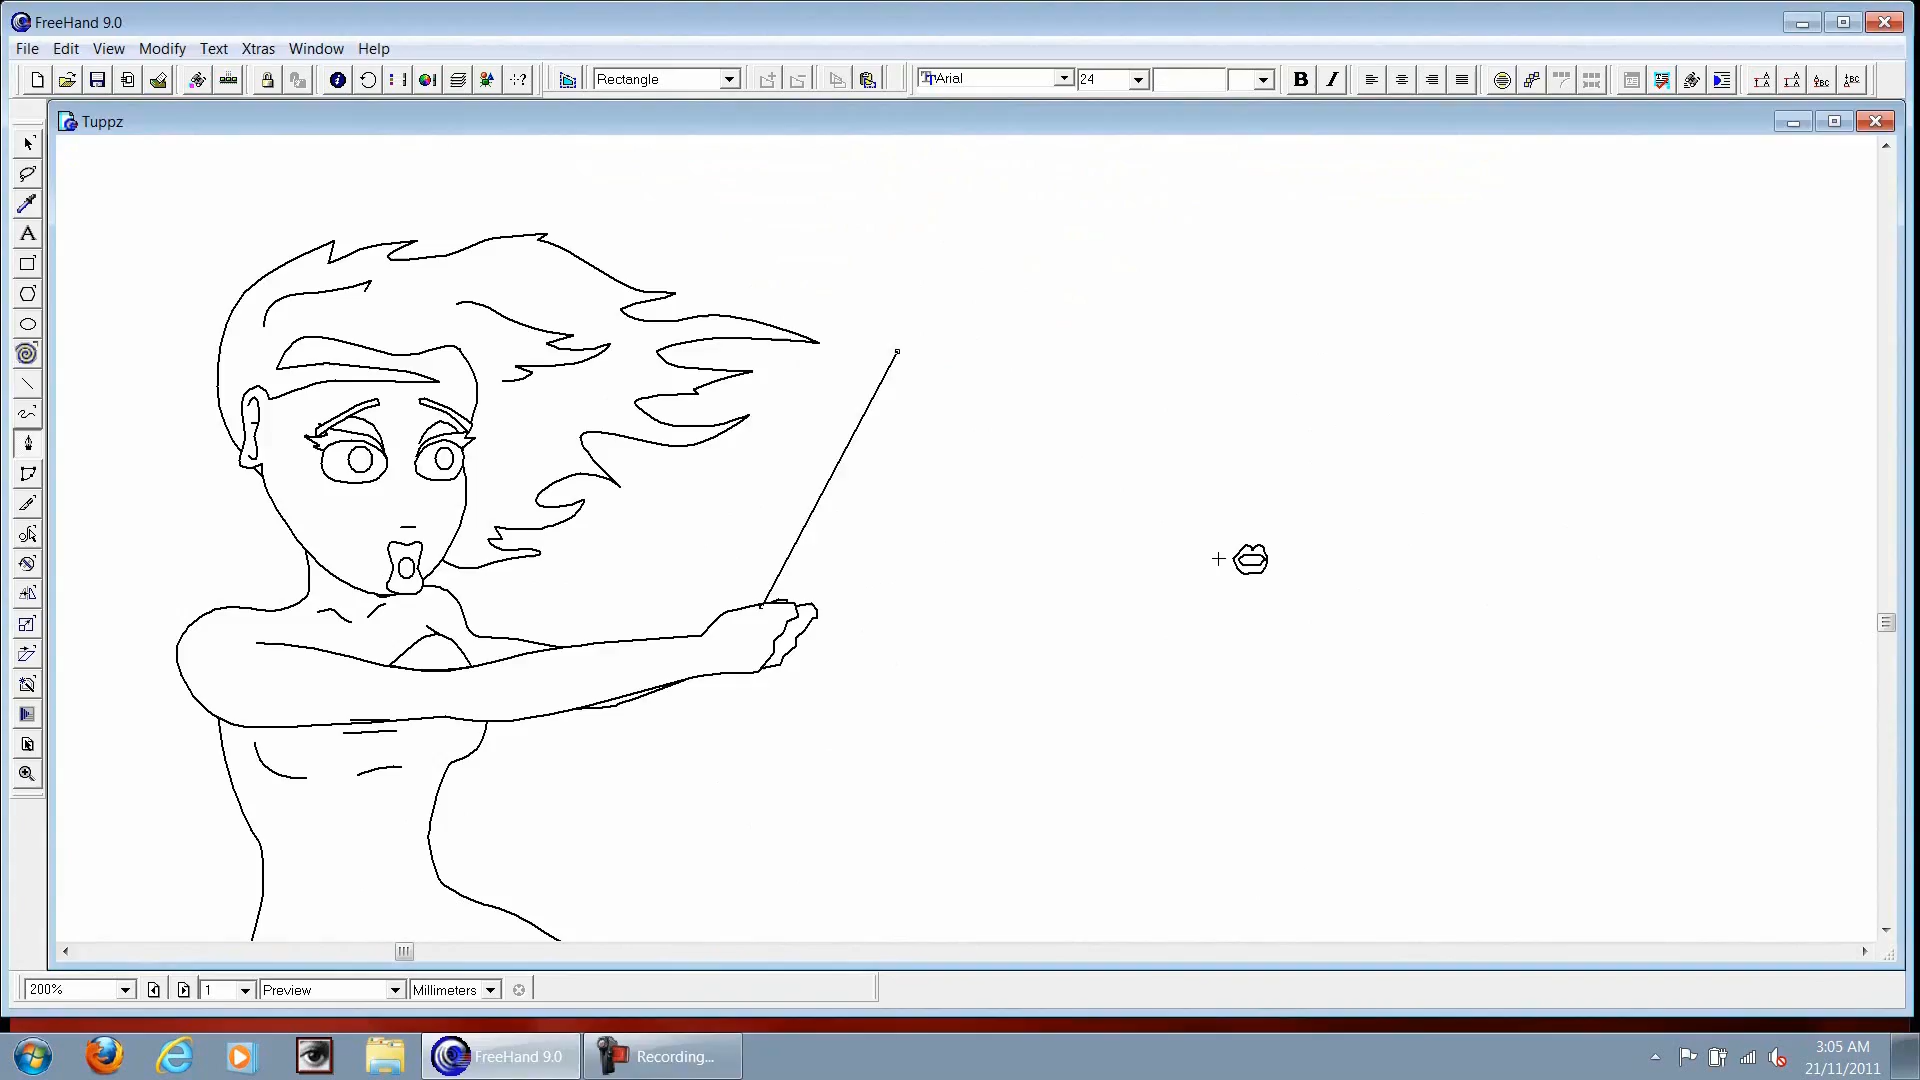 FreeHand 9.0
File Edit View Modify Text Xtras Window Help
Rectangle Arial 24 B I
Tuppz
A
200% 1 Preview Millimeters
FreeHand 9.0 Recording... 3:05 AM
21/11/2011